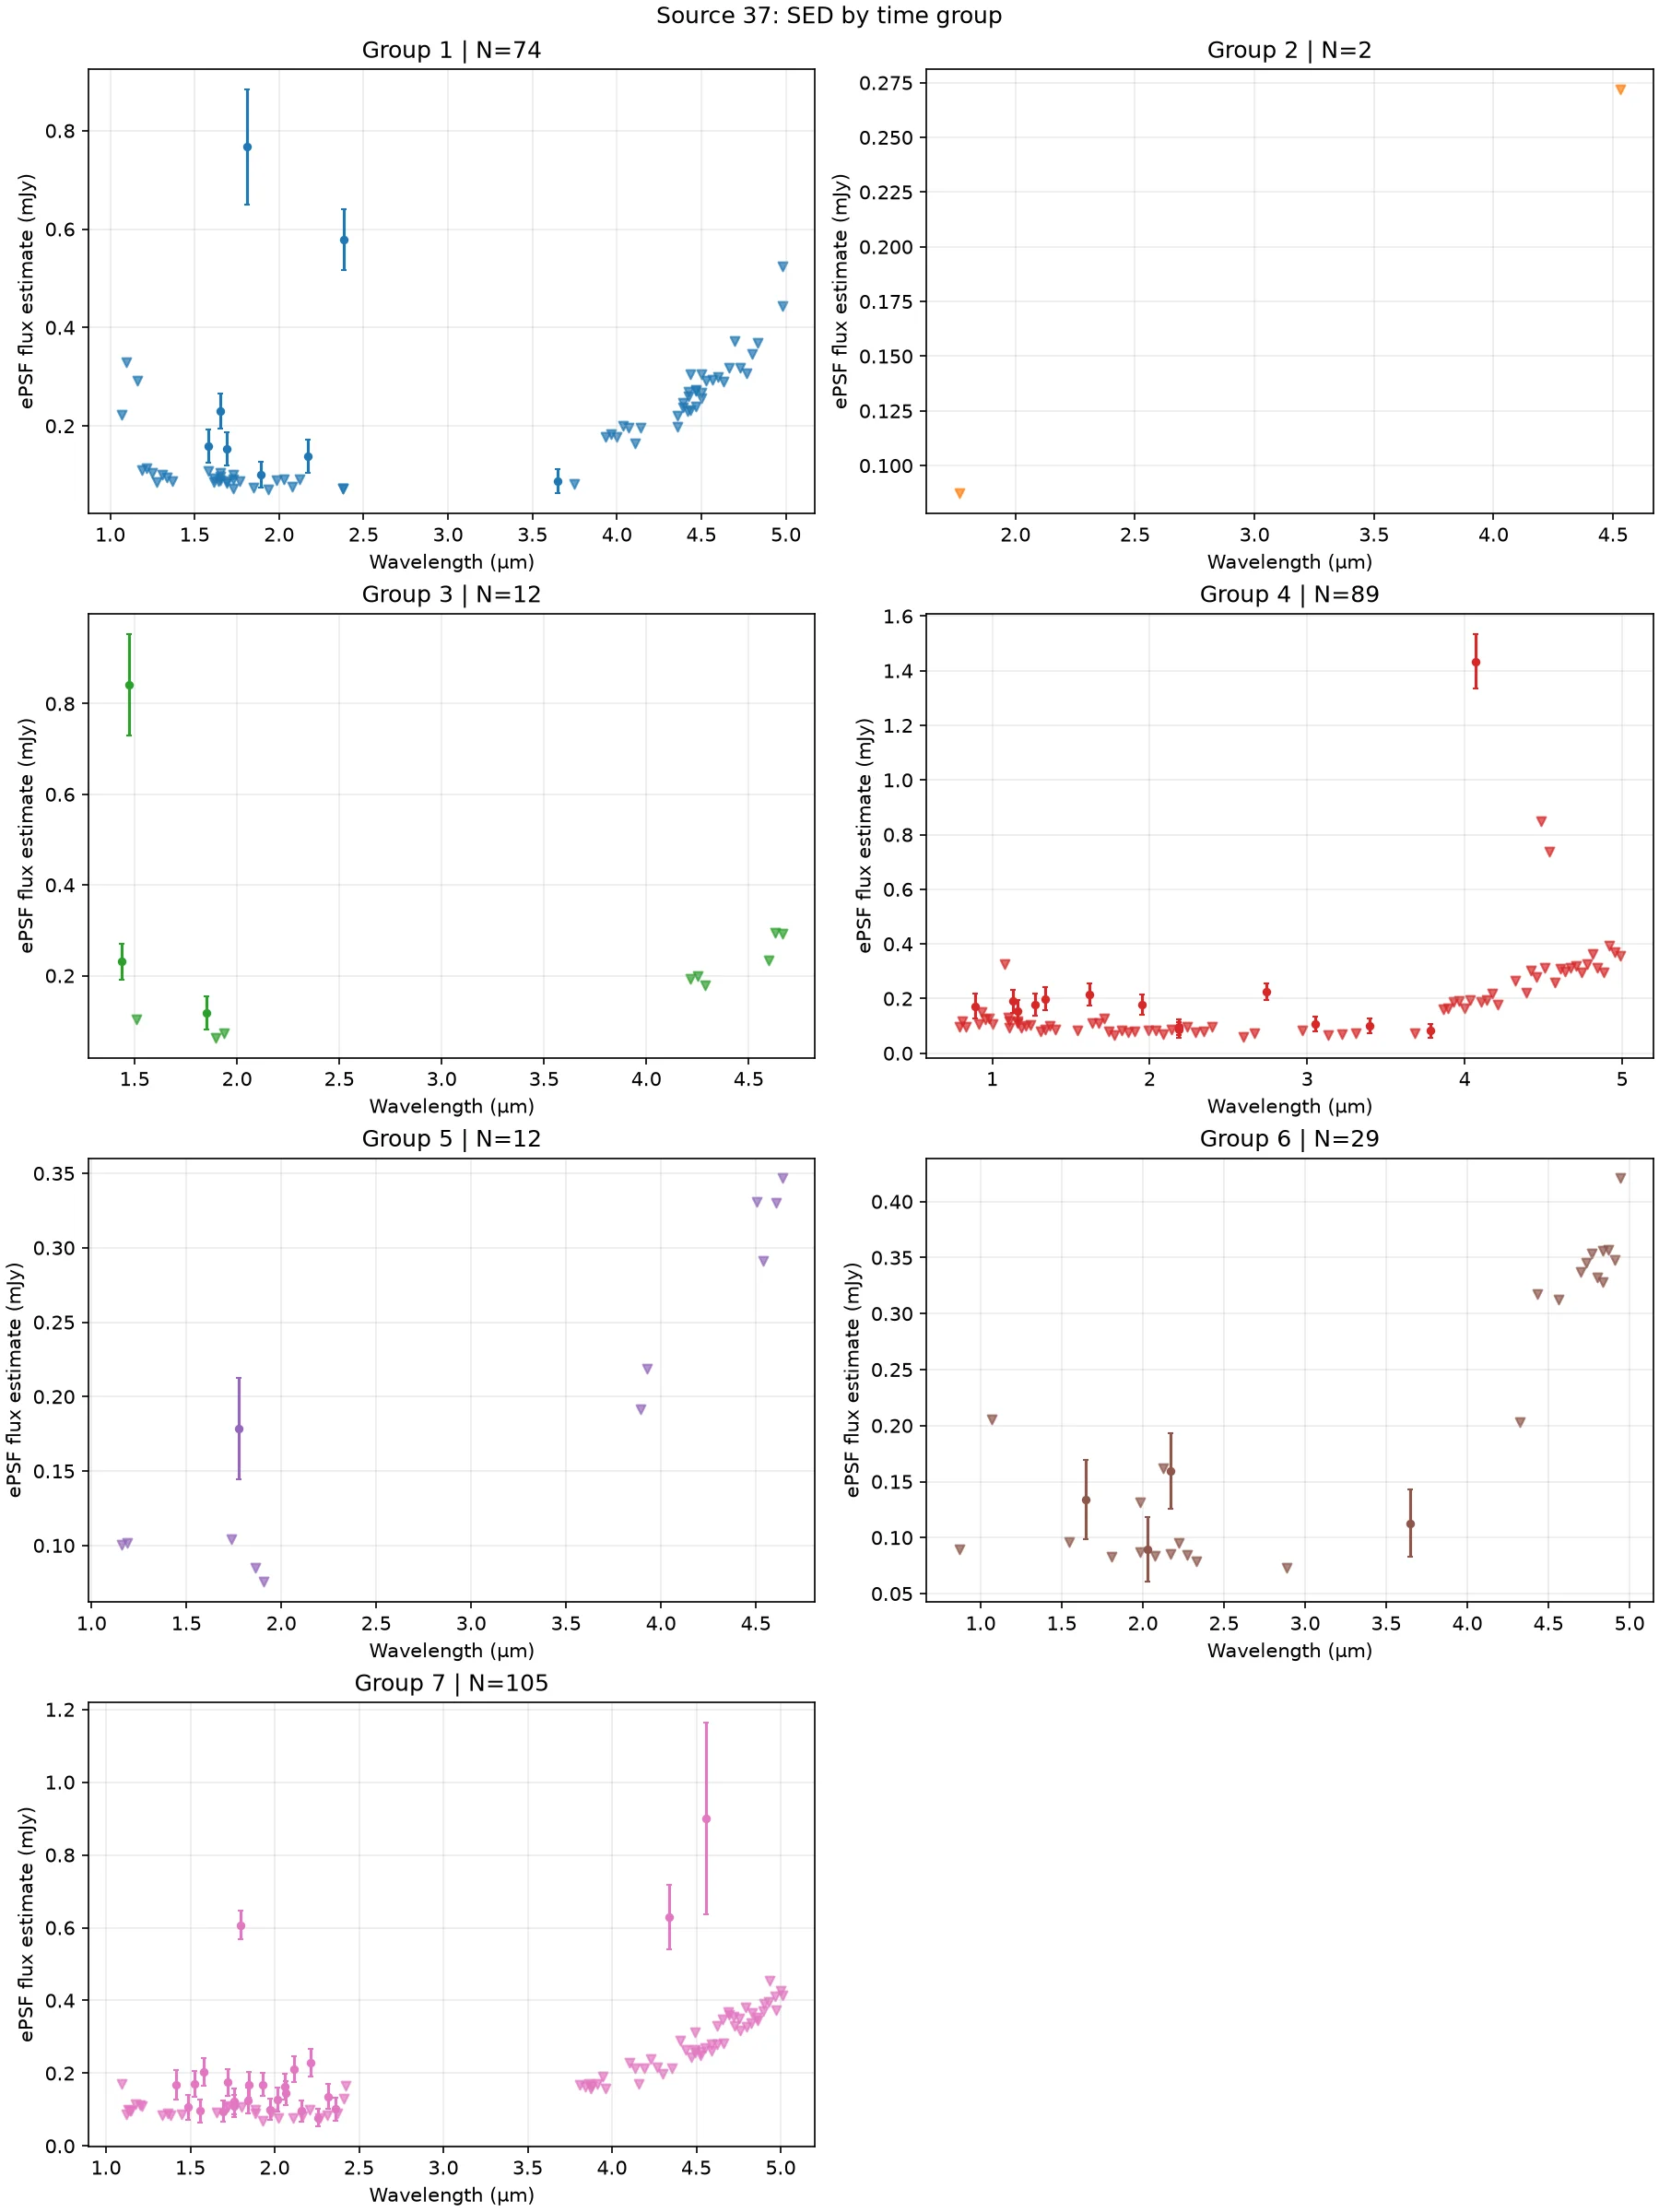 Source 37: SED by time group
Group 1 | N=74
ePSF flux estimate (mJy)
0.8
0.6
0.4
0.2
1.0 1.5 2.0 2.5 3.0 3.5 4.0 4.5 5.0
Wavelength (μm)
Group 2 | N=2
ePSF flux estimate (mJy)
0.275
0.250
0.225
0.200
0.175
0.150
0.125
0.100
2.0 2.5 3.0 3.5 4.0 4.5
Wavelength (μm)
Group 3 | N=12
ePSF flux estimate (mJy)
0.8
0.6
0.4
0.2
1.5 2.0 2.5 3.0 3.5 4.0 4.5
Wavelength (μm)
Group 4 | N=89
ePSF flux estimate (mJy)
1.6
1.4
1.2
1.0
0.8
0.6
0.4
0.2
0.0
1 2 3 4 5
Wavelength (μm)
Group 5 | N=12
ePSF flux estimate (mJy)
0.35
0.30
0.25
0.20
0.15
0.10
1.0 1.5 2.0 2.5 3.0 3.5 4.0 4.5
Wavelength (μm)
Group 6 | N=29
ePSF flux estimate (mJy)
0.40
0.35
0.30
0.25
0.20
0.15
0.10
0.05
1.0 1.5 2.0 2.5 3.0 3.5 4.0 4.5 5.0
Wavelength (μm)
Group 7 | N=105
ePSF flux estimate (mJy)
1.2
1.0
0.8
0.6
0.4
0.2
0.0
1.0 1.5 2.0 2.5 3.0 3.5 4.0 4.5 5.0
Wavelength (μm)